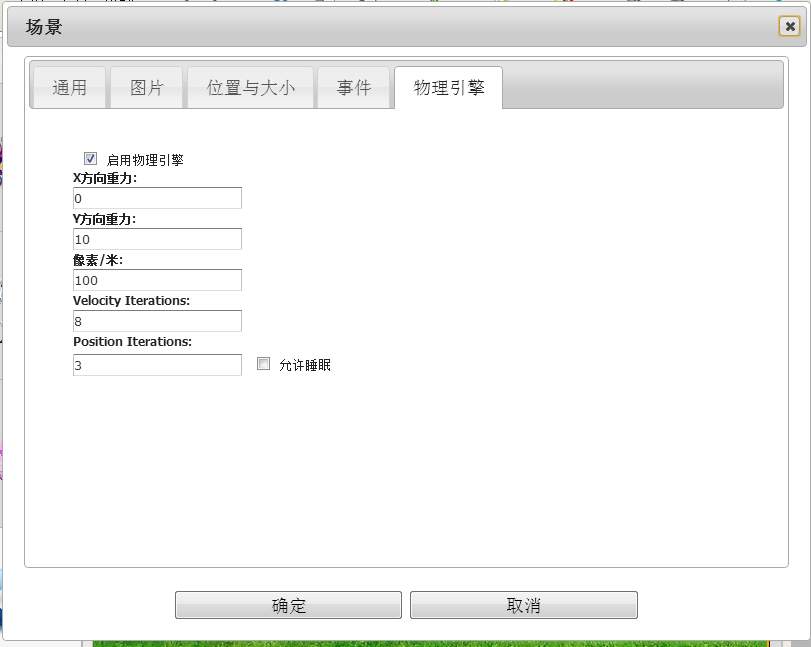 场景
通用 图片 位置与大小 事件 物理引擎
启用物理引擎
X方向重力:
0
Y方向重力:
10
像素/米:
100
Velocity Iterations:
8
Position Iterations:
3 允许睡眠
确定 取消